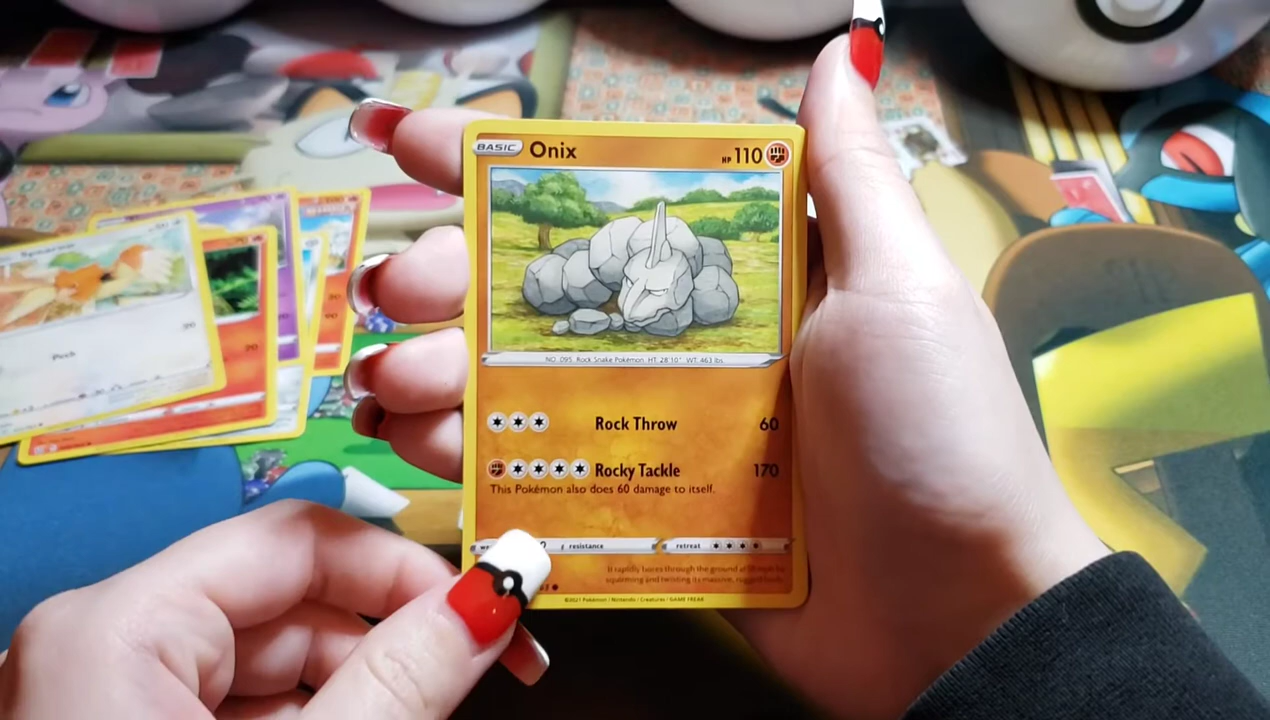 BASIC Onix HP 110
NO. 095 Rock Snake Pokémon HT: 28'10" WT: 463 lbs.
Rock Throw 60
Rocky Tackle 170
This Pokémon also does 60 damage to itself.
resistance retreat
It rapidly bores through the ground at by
squirming and twisting its massive, rugged body.
©2021 Pokémon / Nintendo / Creatures / GAME FREAK
Peck 20
20